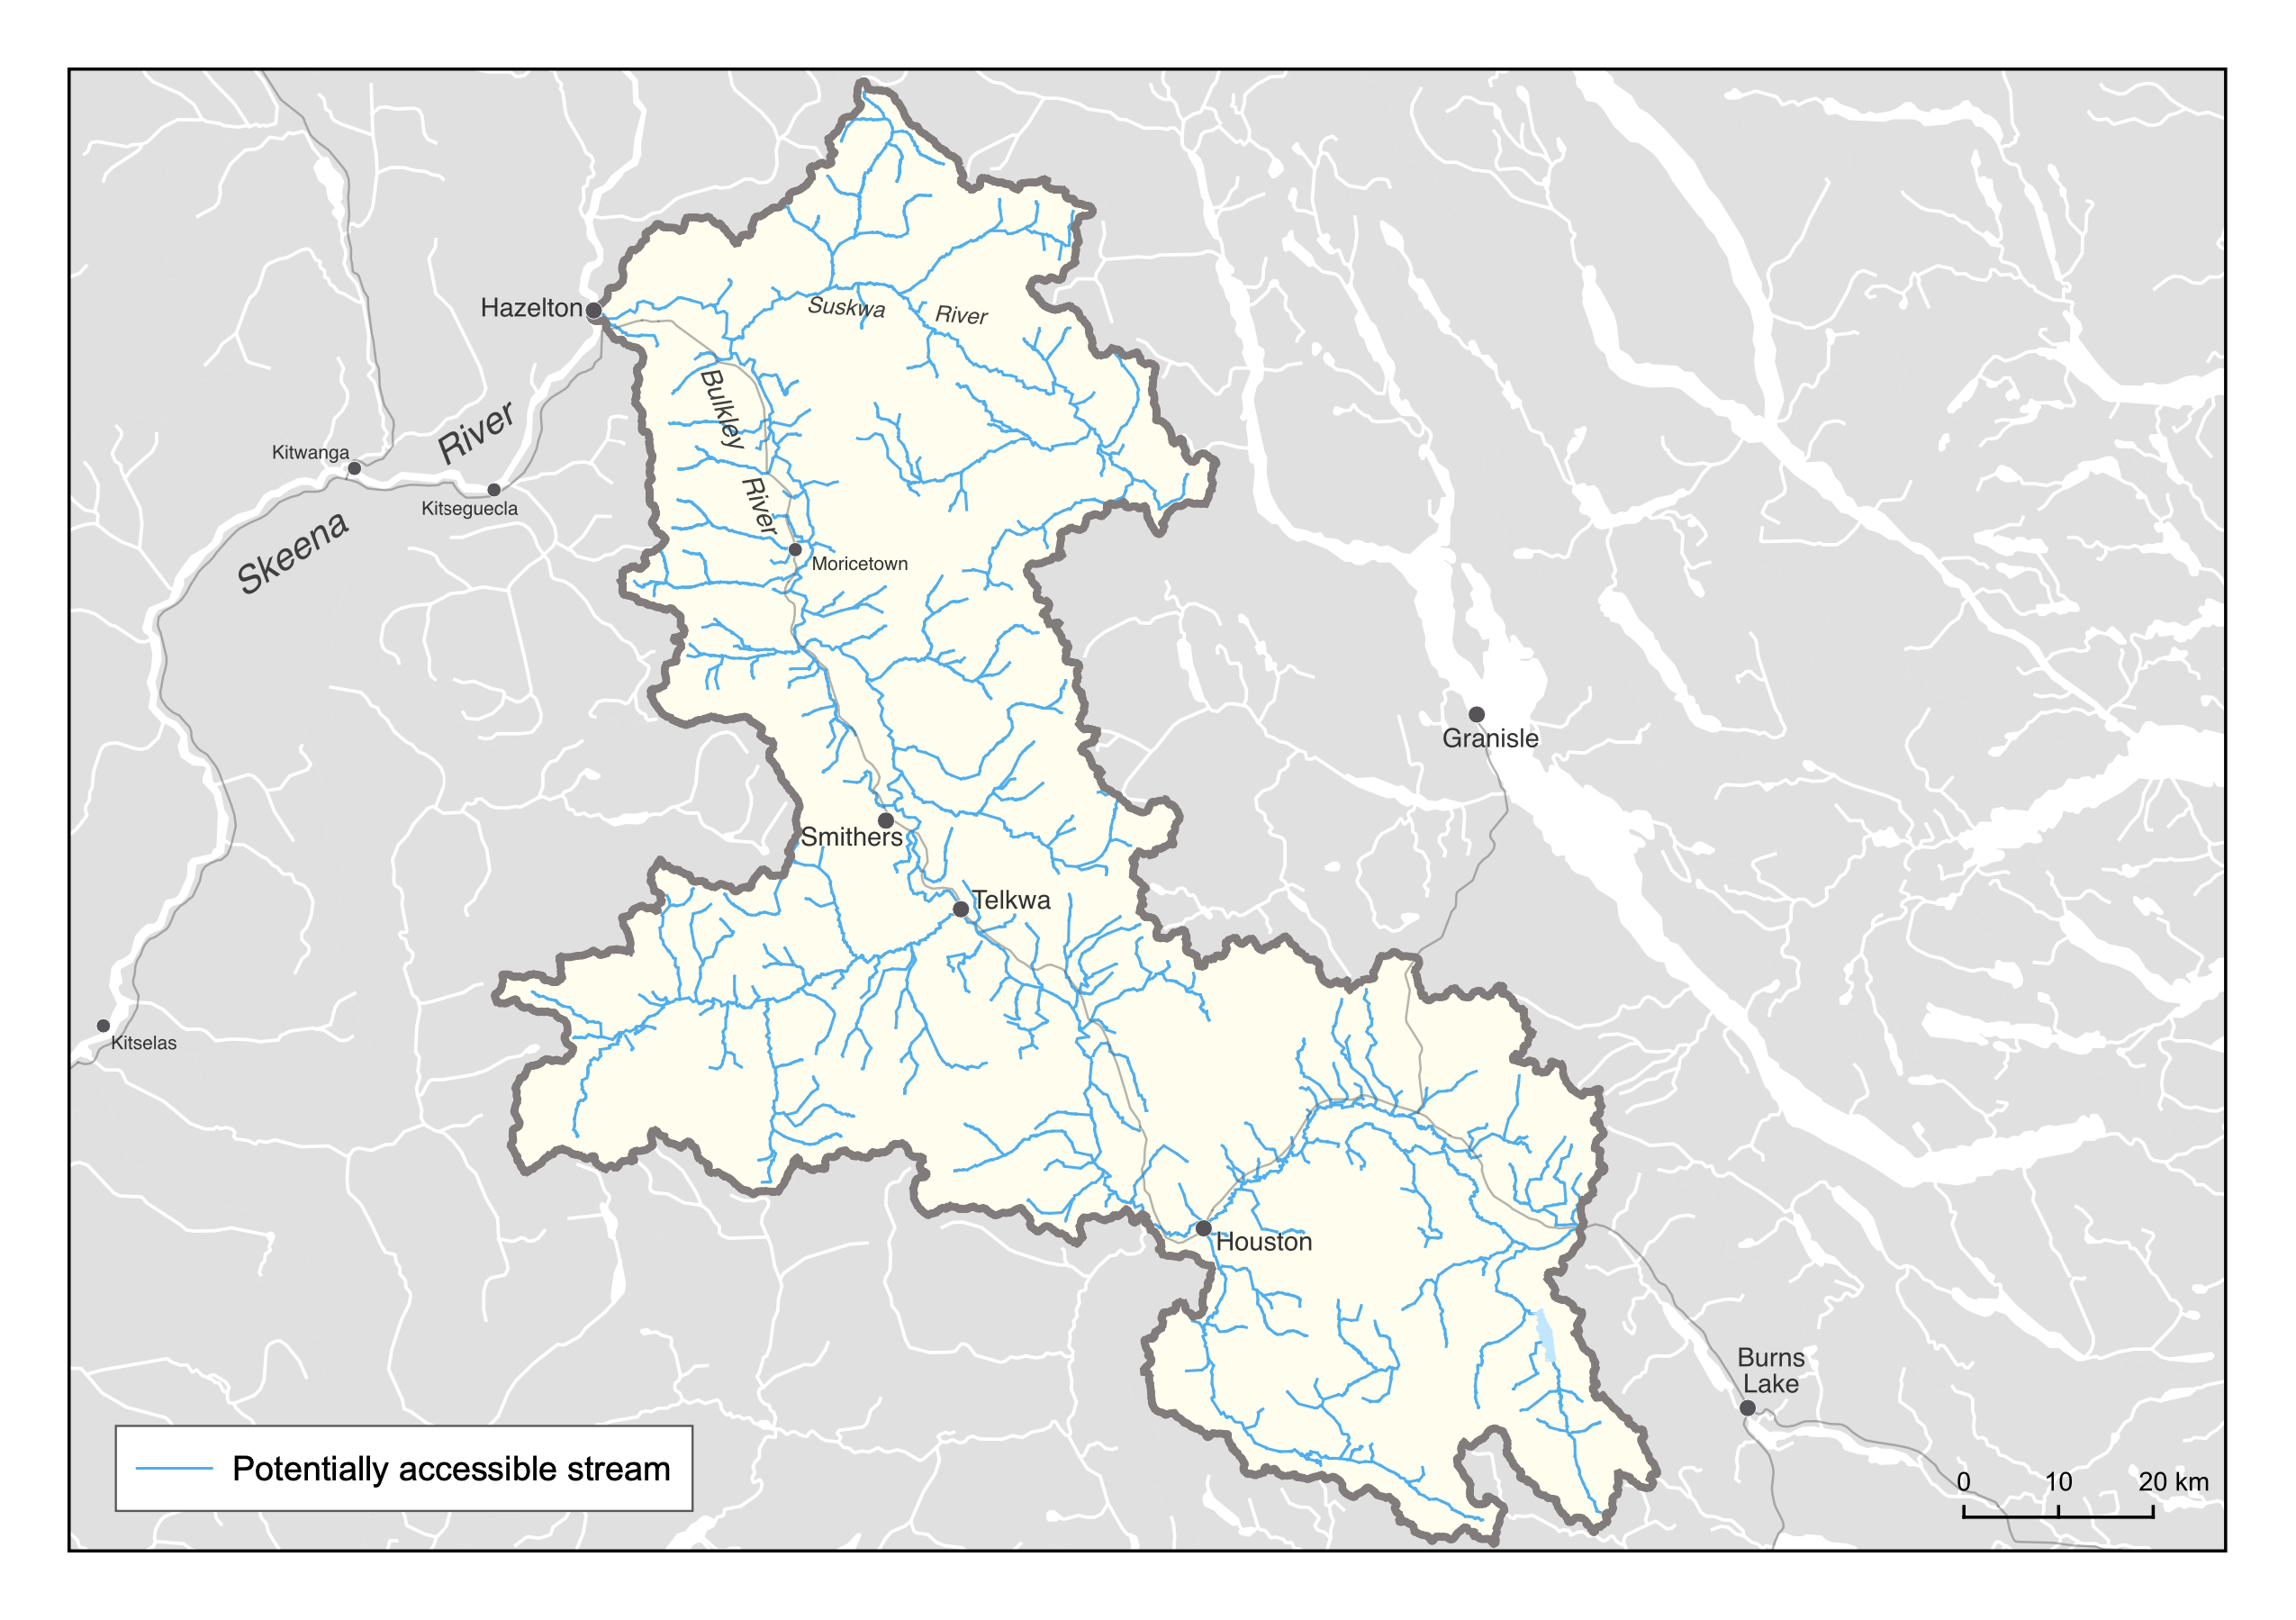 Hazelton
Suskwa River
Bulkley River
Kitwanga
Skeena River
Kitseguecla
Moricetown
Granisle
Smithers
Telkwa
Kitselas
Houston
Burns
Lake
Potentially accessible stream
0 10 20 km